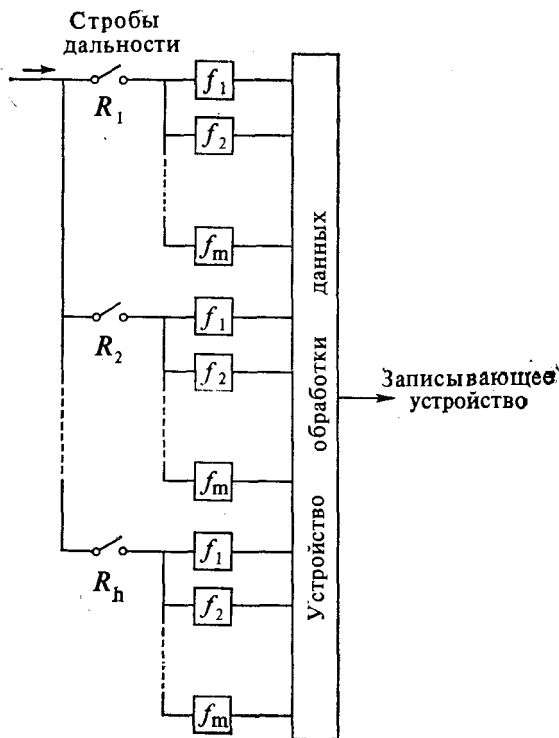 Стробы
дальности
R₁
f₁
f₂
fₘ
R₂
f₁
f₂
fₘ
Rₕ
f₁
f₂
fₘ
Устройство обработки данных
Записывающее
устройство